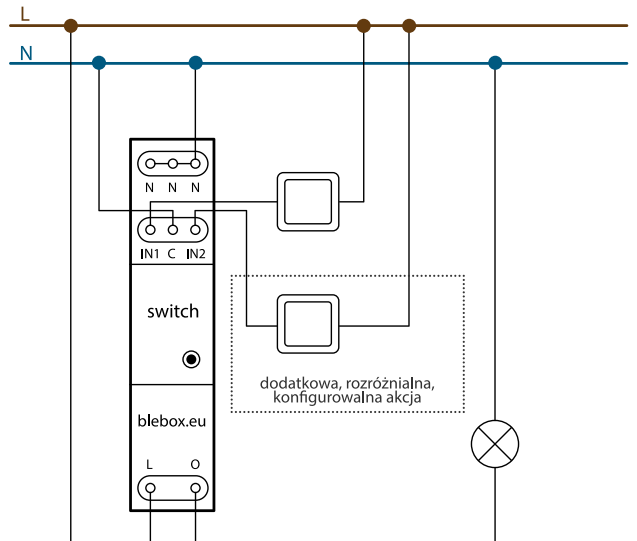 L
N
N N N
IN1 C IN2
switch
dodatkowa, rozróżnialna,
konfigurowalna akcja
blebox.eu
L O